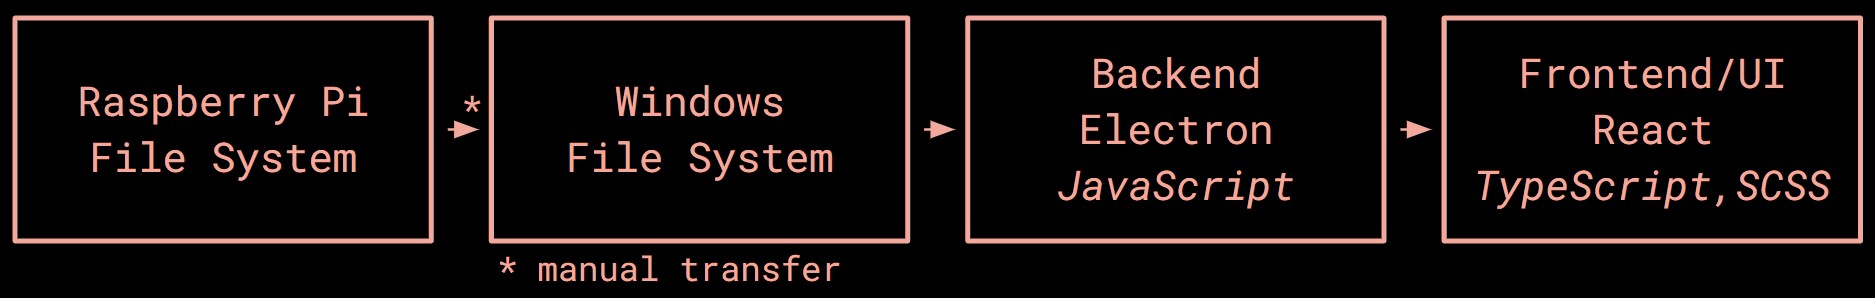 Raspberry Pi
File System
*
Windows
File System
Backend
Electron
JavaScript
Frontend/UI
React
TypeScript,SCSS
* manual transfer